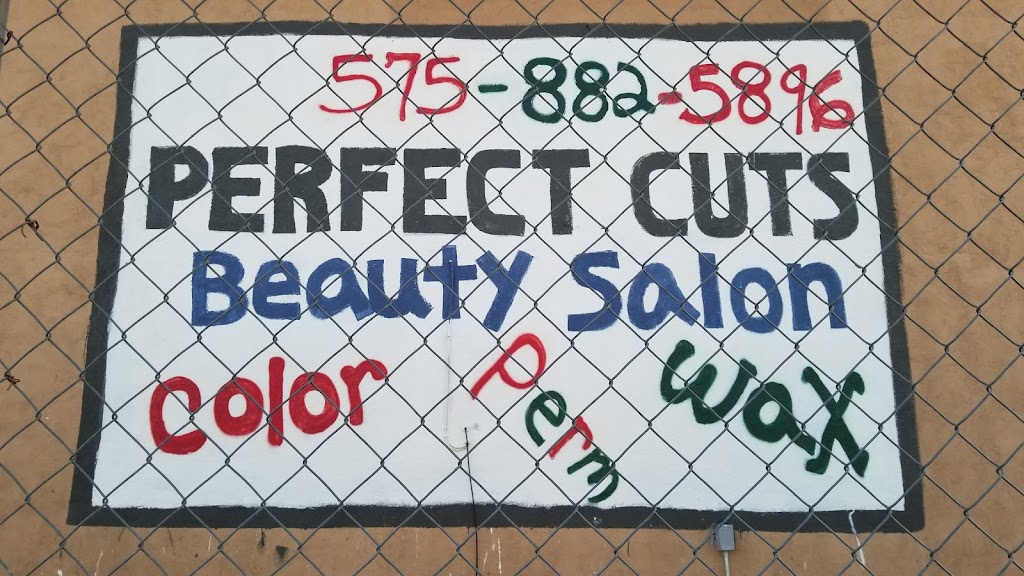 575-882-5896
PERFECT CUTS
Beauty Salon
Color Perm Wax